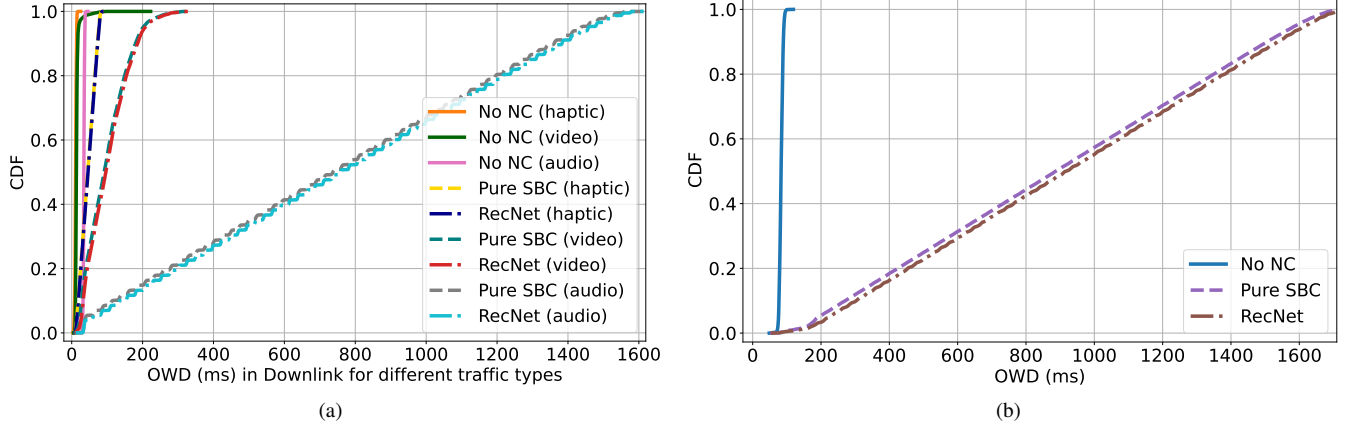 1.0
0.8
0.6
0.4
0.2
0.0
CDF
0 200 400 600 800 1000 1200 1400 1600
OWD (ms) in Downlink for different traffic types
No NC (haptic)
No NC (video)
No NC (audio)
Pure SBC (haptic)
RecNet (haptic)
Pure SBC (video)
RecNet (video)
Pure SBC (audio)
RecNet (audio)
(a)
1.0
0.8
0.6
0.4
0.2
0.0
CDF
0 200 400 600 800 1000 1200 1400 1600
OWD (ms)
No NC
Pure SBC
RecNet
(b)